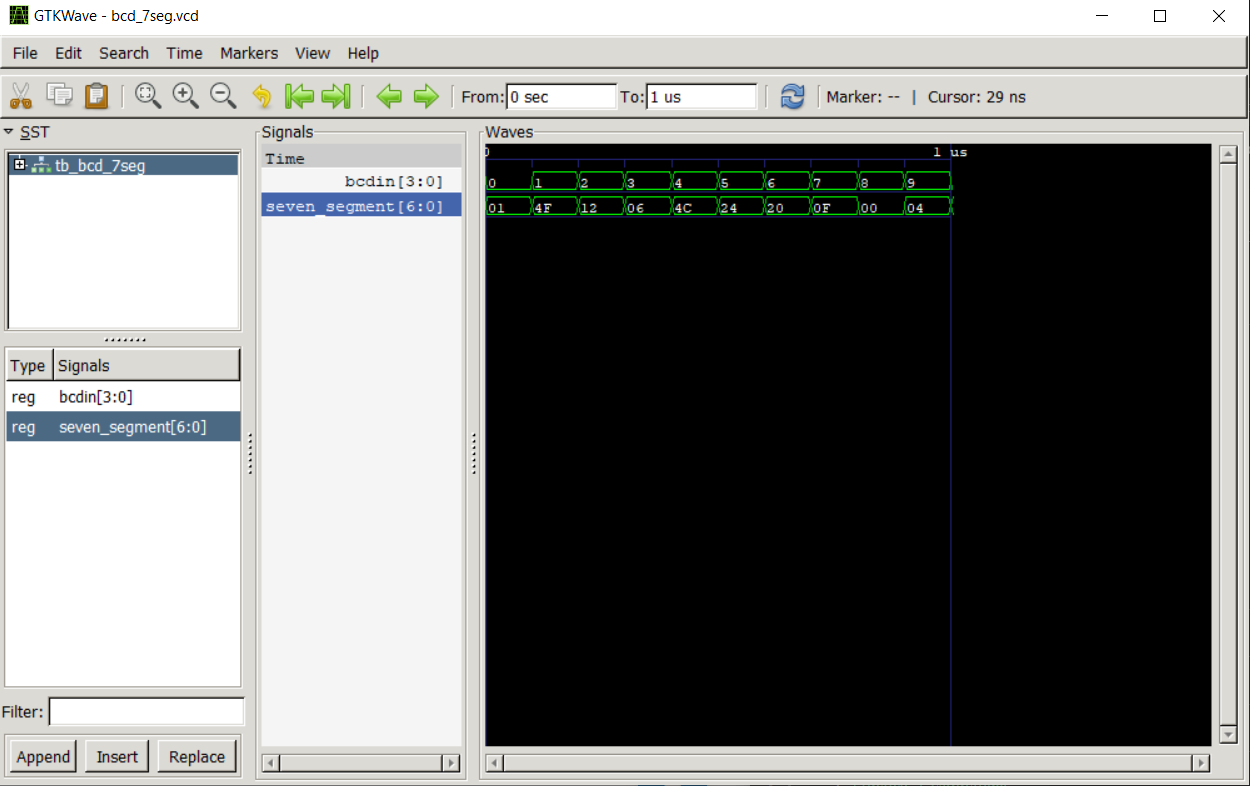 GTKWave - bcd_7seg.vcd
File Edit Search Time Markers View Help
From: 0 sec To: 1 us Marker: -- | Cursor: 29 ns
SST
tb_bcd_7seg
Type Signals
reg bcdin[3:0]
reg seven_segment[6:0]
Filter:
Append Insert Replace
Signals
Time
bcdin[3:0]
seven_segment[6:0]
Waves
0 1 us
0 1 2 3 4 5 6 7 8 9
01 4F 12 06 4C 24 20 0F 00 04